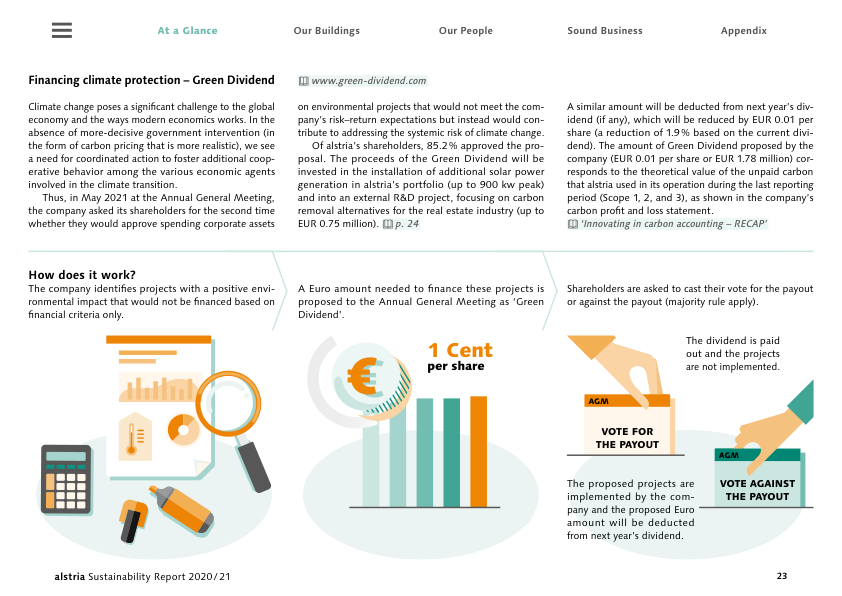 At a Glance
Our Buildings
Our People
Sound Business
Appendix
Financing climate protection – Green Dividend
www.green-dividend.com
Climate change poses a significant challenge to the global
economy and the ways modern economics works. In the
absence of more-decisive government intervention (in
the form of carbon pricing that is more realistic), we see
a need for coordinated action to foster additional coop-
erative behavior among the various economic agents
involved in the climate transition.
Thus, in May 2021 at the Annual General Meeting,
the company asked its shareholders for the second time
whether they would approve spending corporate assets
on environmental projects that would not meet the com-
pany's risk–return expectations but instead would con-
tribute to addressing the systemic risk of climate change.
Of alstria's shareholders, 85.2 % approved the pro-
posal. The proceeds of the Green Dividend will be
invested in the installation of additional solar power
generation in alstria's portfolio (up to 900 kw peak)
and into an external R&D project, focusing on carbon
removal alternatives for the real estate industry (up to
EUR 0.75 million). p. 24
A similar amount will be deducted from next year's div-
idend (if any), which will be reduced by EUR 0.01 per
share (a reduction of 1.9 % based on the current divi-
dend). The amount of Green Dividend proposed by the
company (EUR 0.01 per share or EUR 1.78 million) cor-
responds to the theoretical value of the unpaid carbon
that alstria used in its operation during the last reporting
period (Scope 1, 2, and 3), as shown in the company's
carbon profit and loss statement.
'Innovating in carbon accounting – RECAP'
How does it work?
The company identifies projects with a positive envi-
ronmental impact that would not be financed based on
financial criteria only.
A Euro amount needed to finance these projects is
proposed to the Annual General Meeting as 'Green
Dividend'.
Shareholders are asked to cast their vote for the payout
or against the payout (majority rule apply).
€
1 Cent
per share
The dividend is paid
out and the projects
are not implemented.
AGM
VOTE FOR
THE PAYOUT
AGM
VOTE AGAINST
THE PAYOUT
The proposed projects are
implemented by the com-
pany and the proposed Euro
amount will be deducted
from next year's dividend.
alstria Sustainability Report 2020 / 21
23